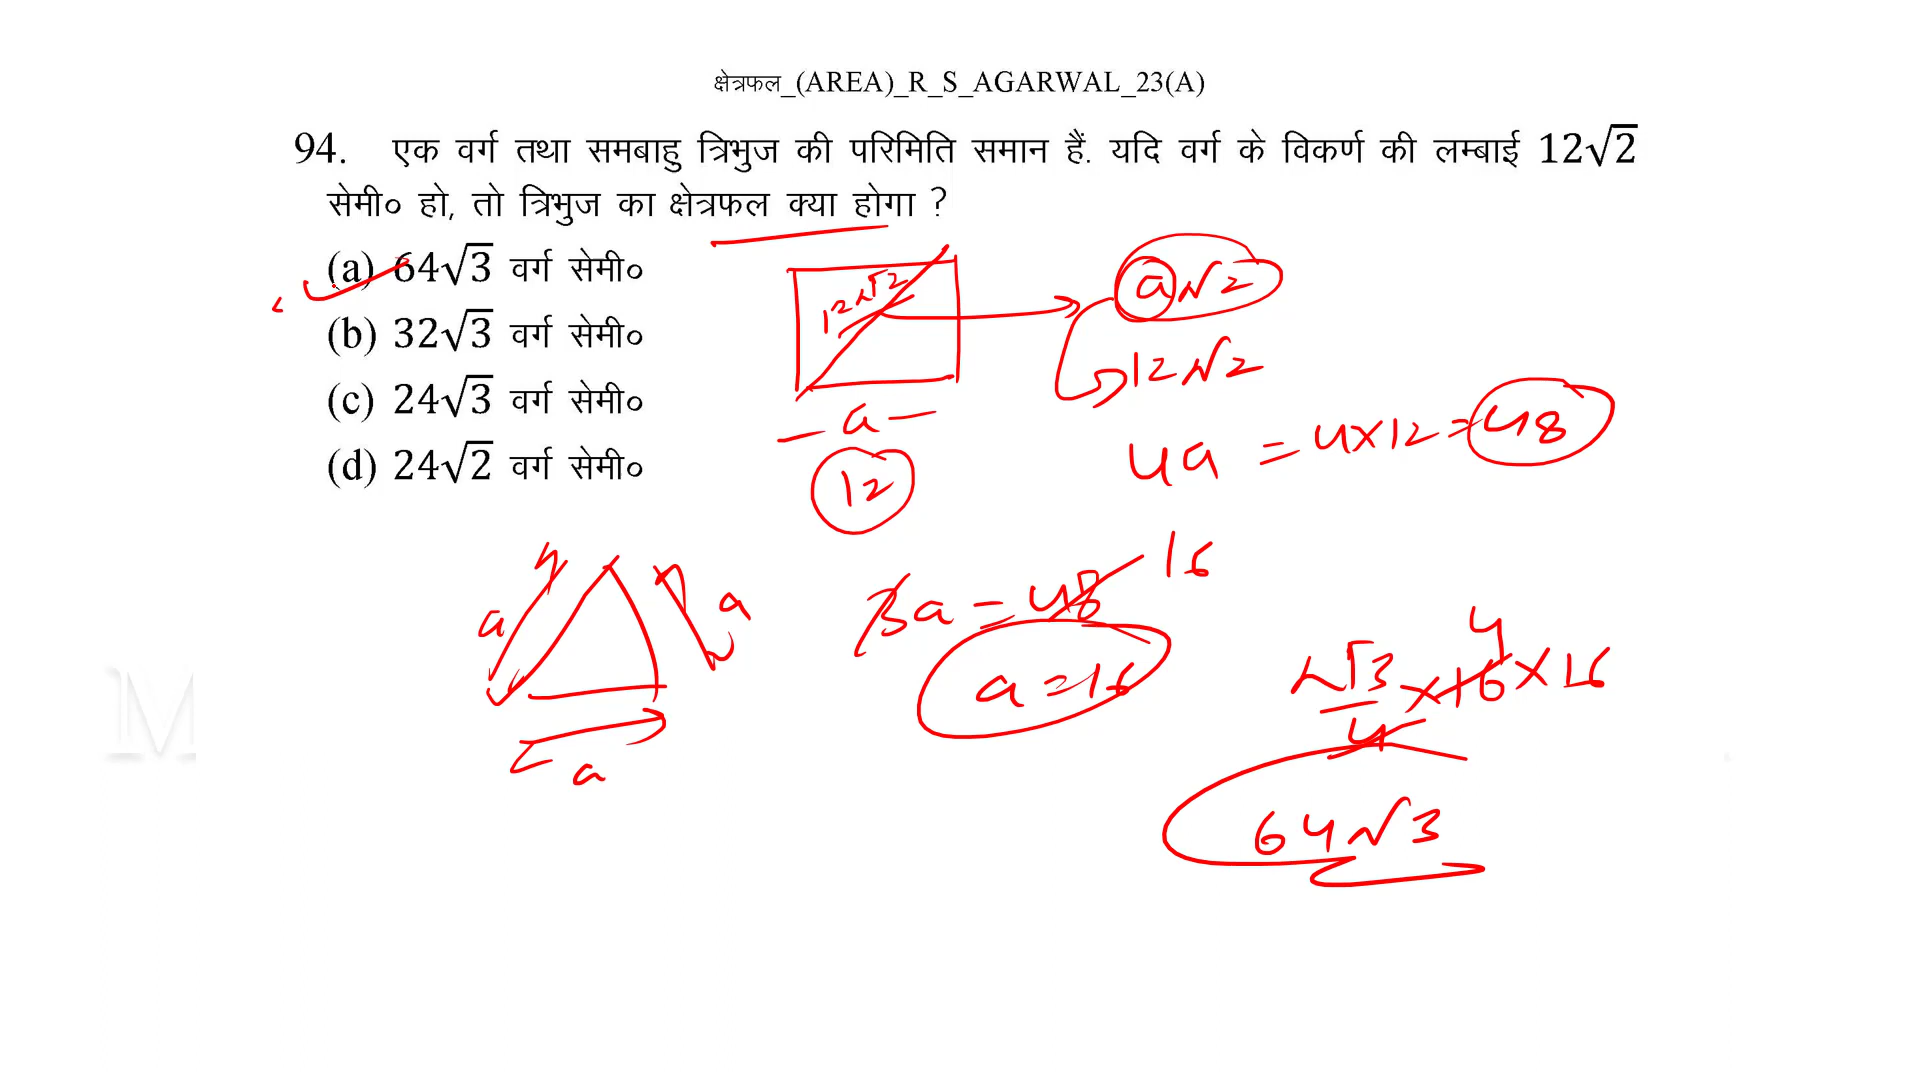 क्षेत्रफल_(AREA)_R_S_AGARWAL_23(A)
94. एक वर्ग तथा समबाहु त्रिभुज की परिमिति समान हैं. यदि वर्ग के विकर्ण की लम्बाई 12√2
सेमी० हो, तो त्रिभुज का क्षेत्रफल क्या होगा ?
(a) 64√3 वर्ग सेमी०
(b) 32√3 वर्ग सेमी०
(c) 24√3 वर्ग सेमी०
(d) 24√2 वर्ग सेमी०
12√2
a√2
12√2
a
12
4a = 4×12 = 48
a
a
a
3a = 48 16
a = 16
√3/4 × 16 × 16
4
64√3
M